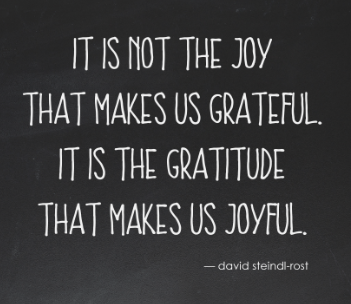 IT IS NOT THE JOY
THAT MAKES US GRATEFUL.
IT IS THE GRATITUDE
THAT MAKES US JOYFUL.
— david steindl-rost